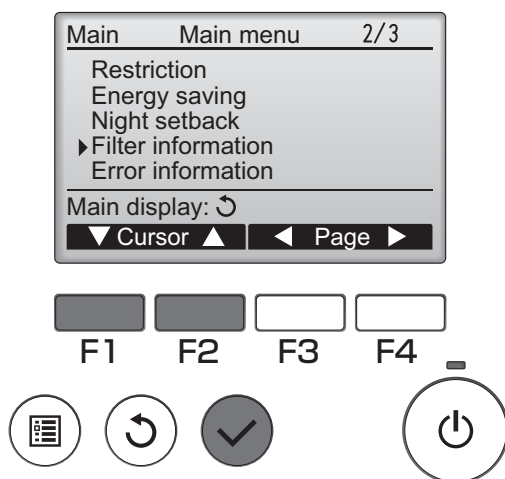 Main Main menu 2/3
Restriction
Energy saving
Night setback
Filter information
Error information
Main display:
Cursor Page
F1 F2 F3 F4